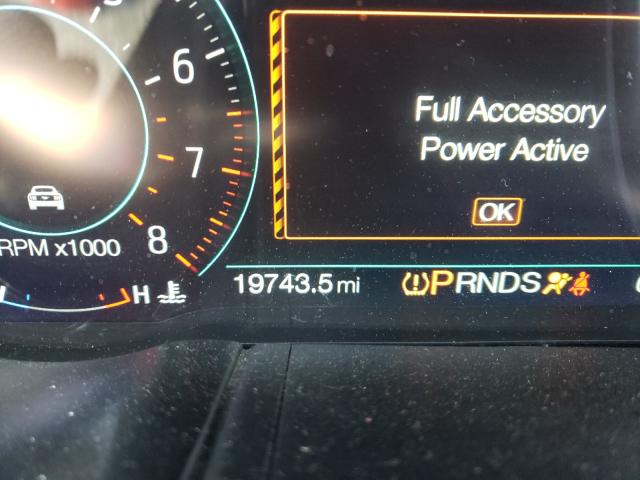 6
Full Accessory
Power Active
7
OK
8
RPM x1000
H
19743.5 mi
PRNDS